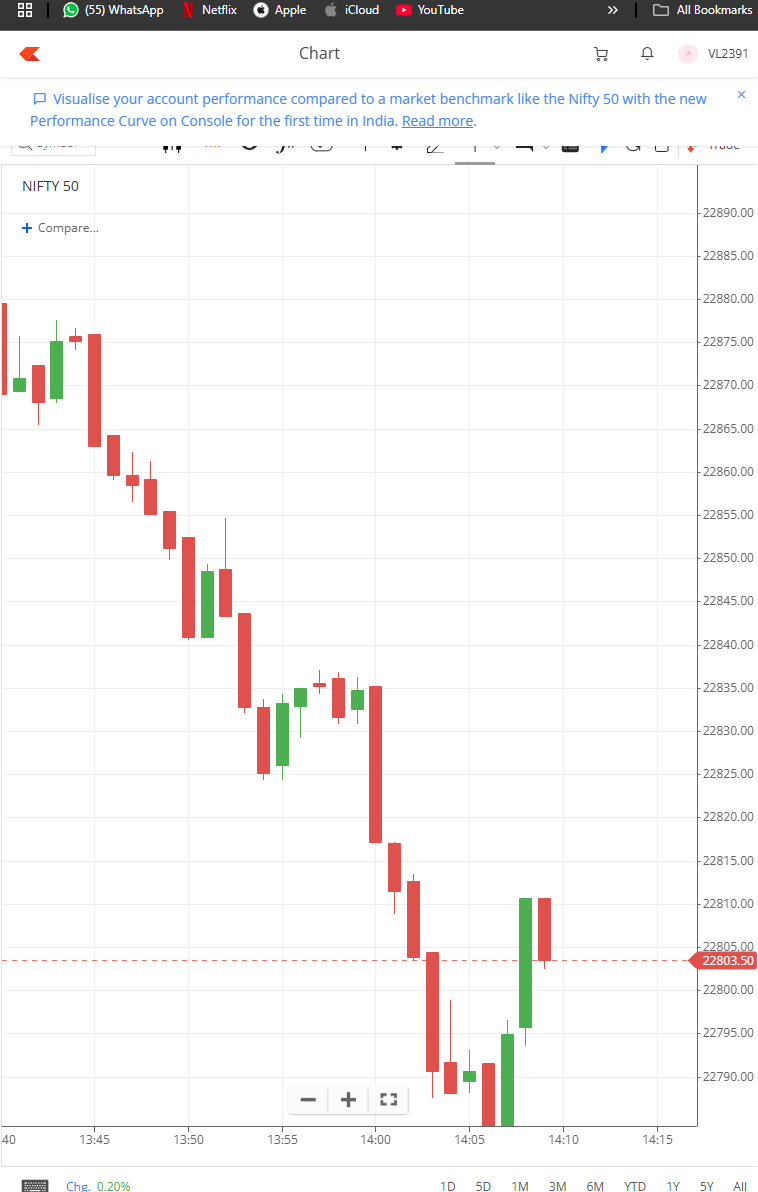 (55) WhatsApp Netflix Apple iCloud YouTube » All Bookmarks
Chart VL2391
Visualise your account performance compared to a market benchmark like the Nifty 50 with the new
Performance Curve on Console for the first time in India. Read more.
NIFTY 50
+ Compare...
22890.00
22885.00
22880.00
22875.00
22870.00
22865.00
22860.00
22855.00
22850.00
22845.00
22840.00
22835.00
22830.00
22825.00
22820.00
22815.00
22810.00
22805.00
22803.50
22800.00
22795.00
22790.00
40 13:45 13:50 13:55 14:00 14:05 14:10 14:15
Chg. 0.20% 1D 5D 1M 3M 6M YTD 1Y 5Y All